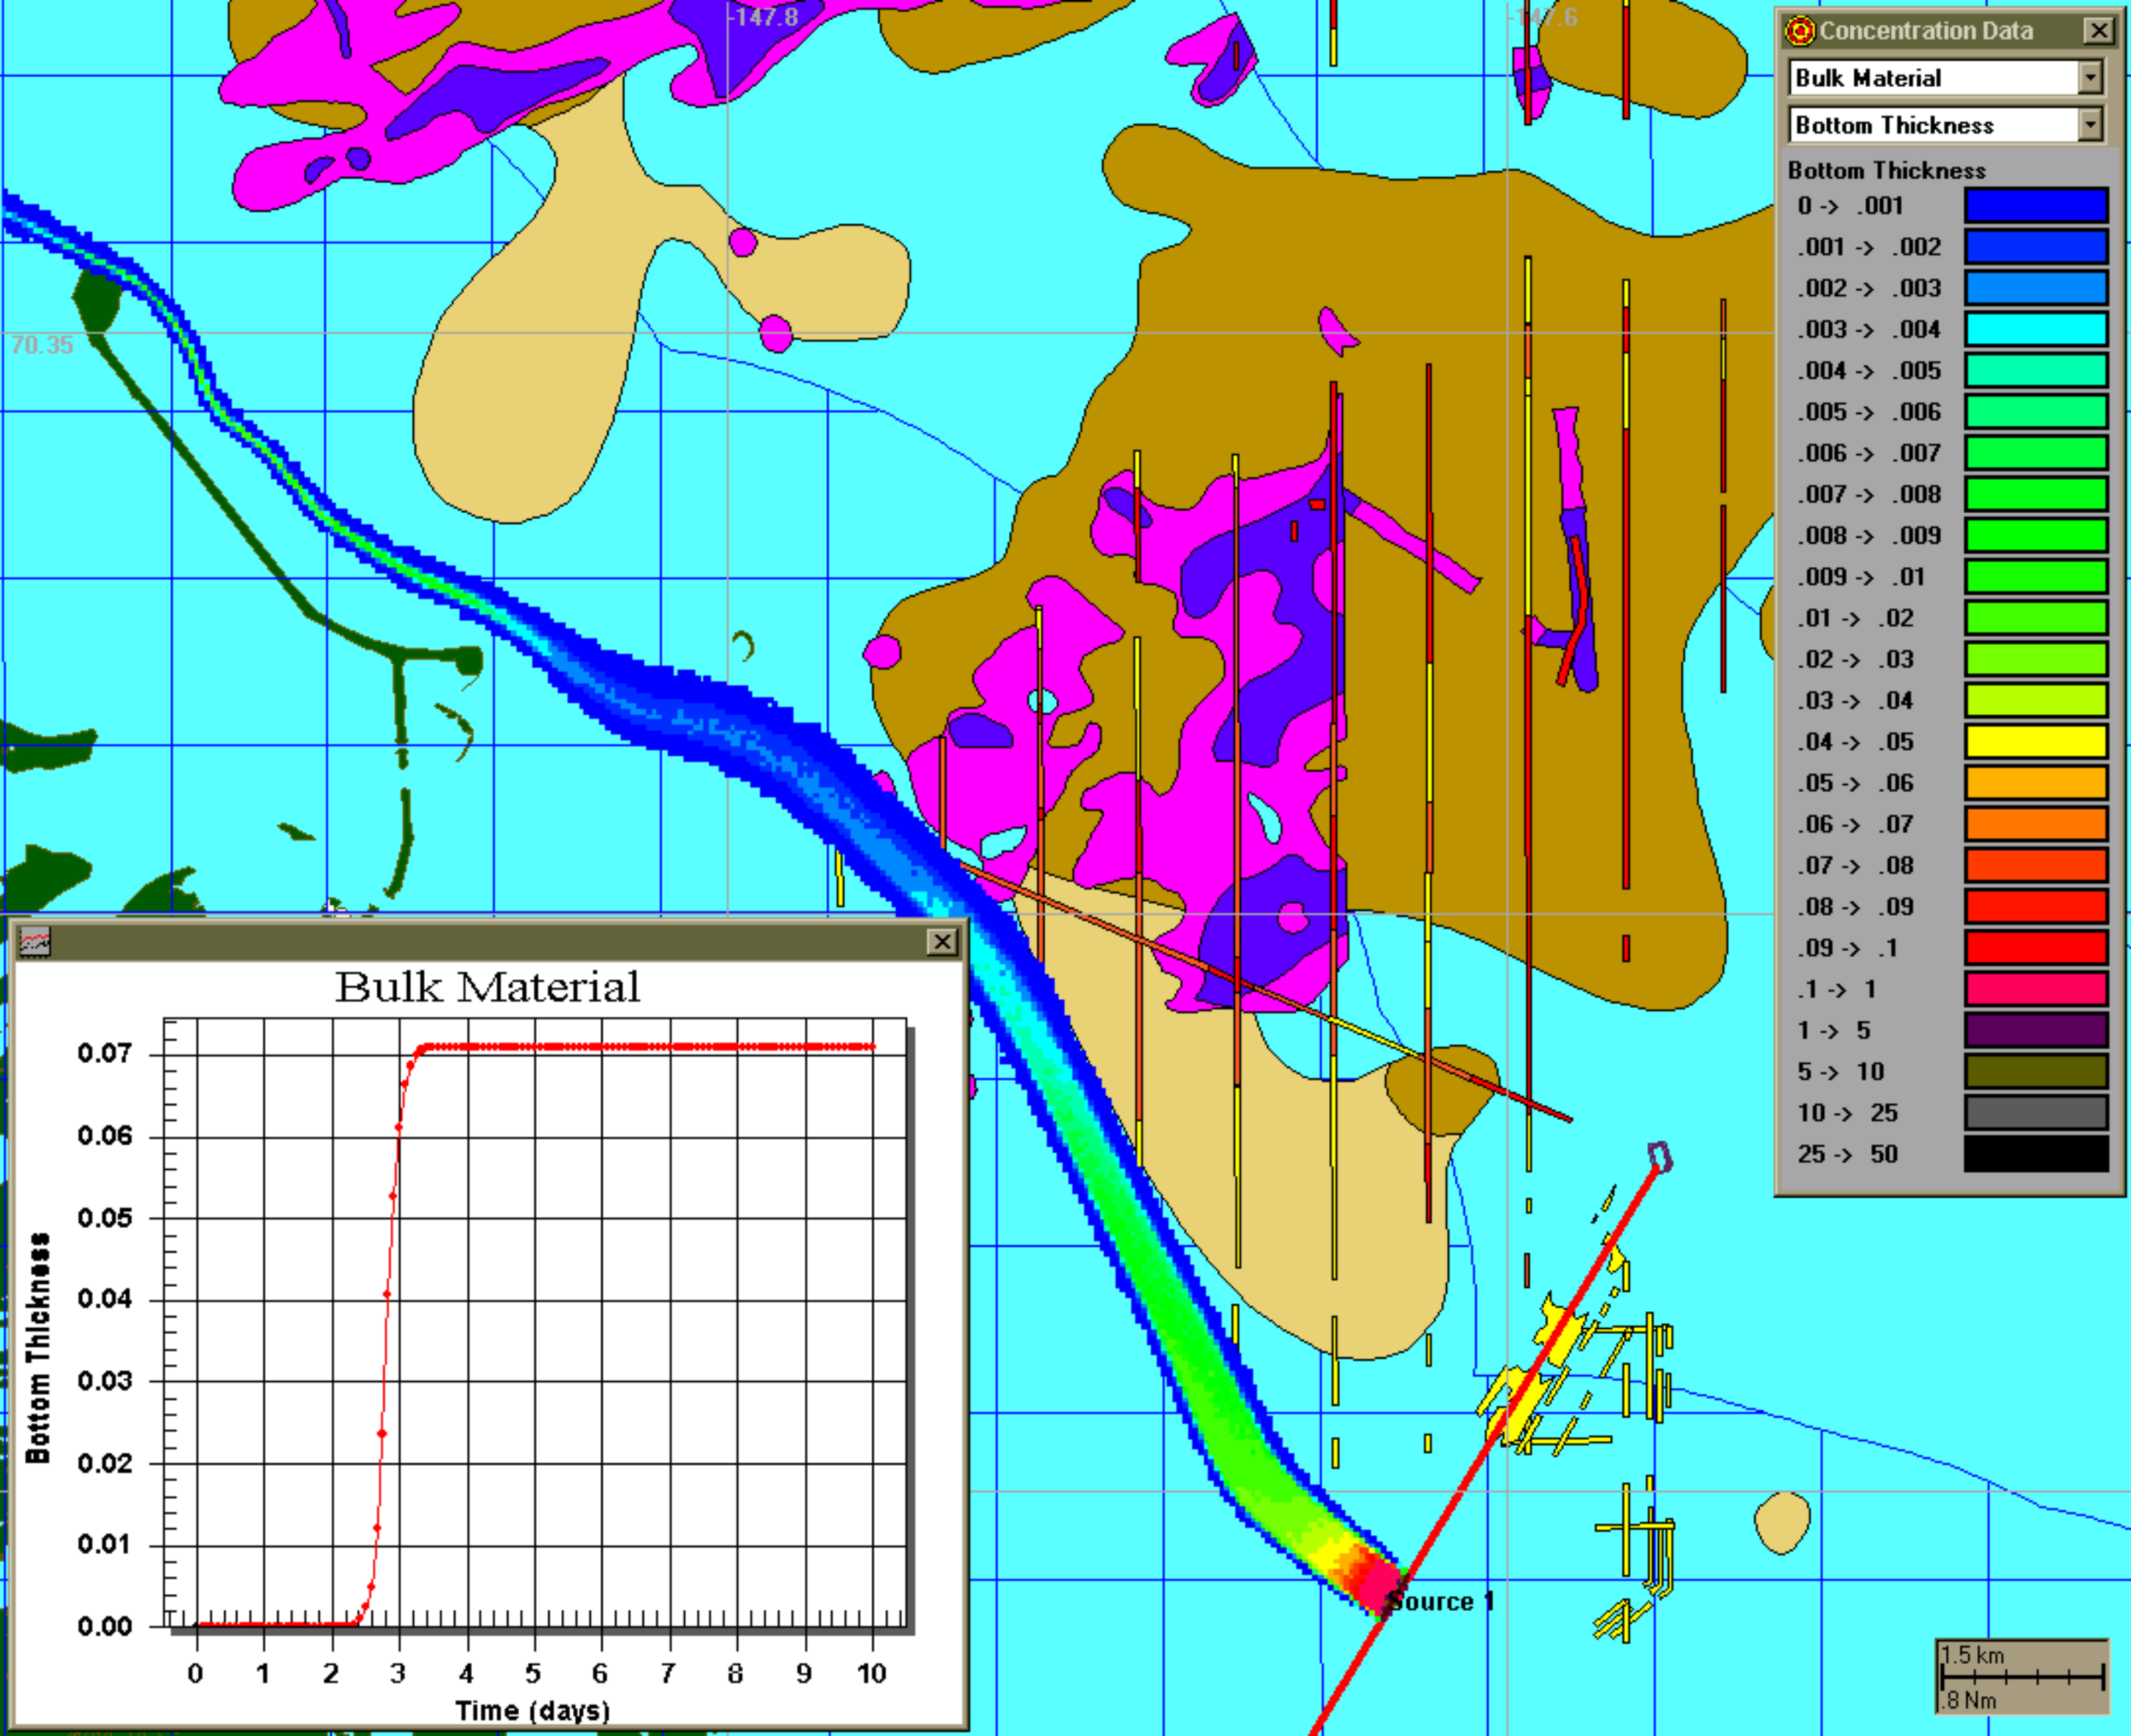 -147.8
-147.6
Concentration Data
Bulk Material
Bottom Thickness
Bottom Thickness
0 -> .001
.001 -> .002
.002 -> .003
.003 -> .004
.004 -> .005
.005 -> .006
.006 -> .007
.007 -> .008
.008 -> .009
.009 -> .01
.01 -> .02
.02 -> .03
.03 -> .04
.04 -> .05
.05 -> .06
.06 -> .07
.07 -> .08
.08 -> .09
.09 -> .1
.1 -> 1
1 -> 5
5 -> 10
10 -> 25
25 -> 50
70.35
Bulk Material
0.07
0.06
0.05
0.04
0.03
0.02
0.01
0.00
Bottom Thickness
0 1 2 3 4 5 6 7 8 9 10
Time (days)
Source 1
1.5 km
.8 Nm